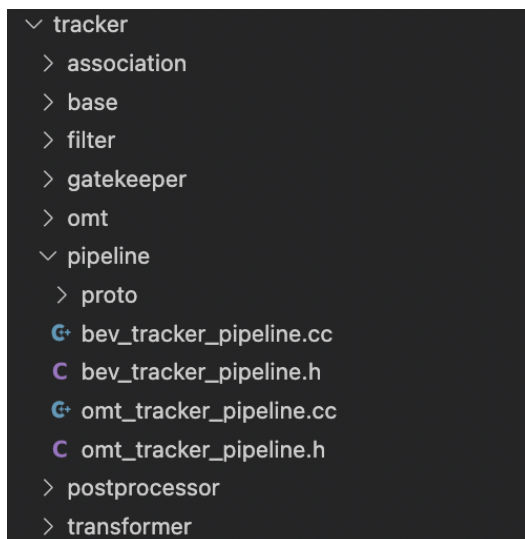 tracker
association
base
filter
gatekeeper
omt
pipeline
proto
C+ bev_tracker_pipeline.cc
C bev_tracker_pipeline.h
C+ omt_tracker_pipeline.cc
C omt_tracker_pipeline.h
postprocessor
transformer